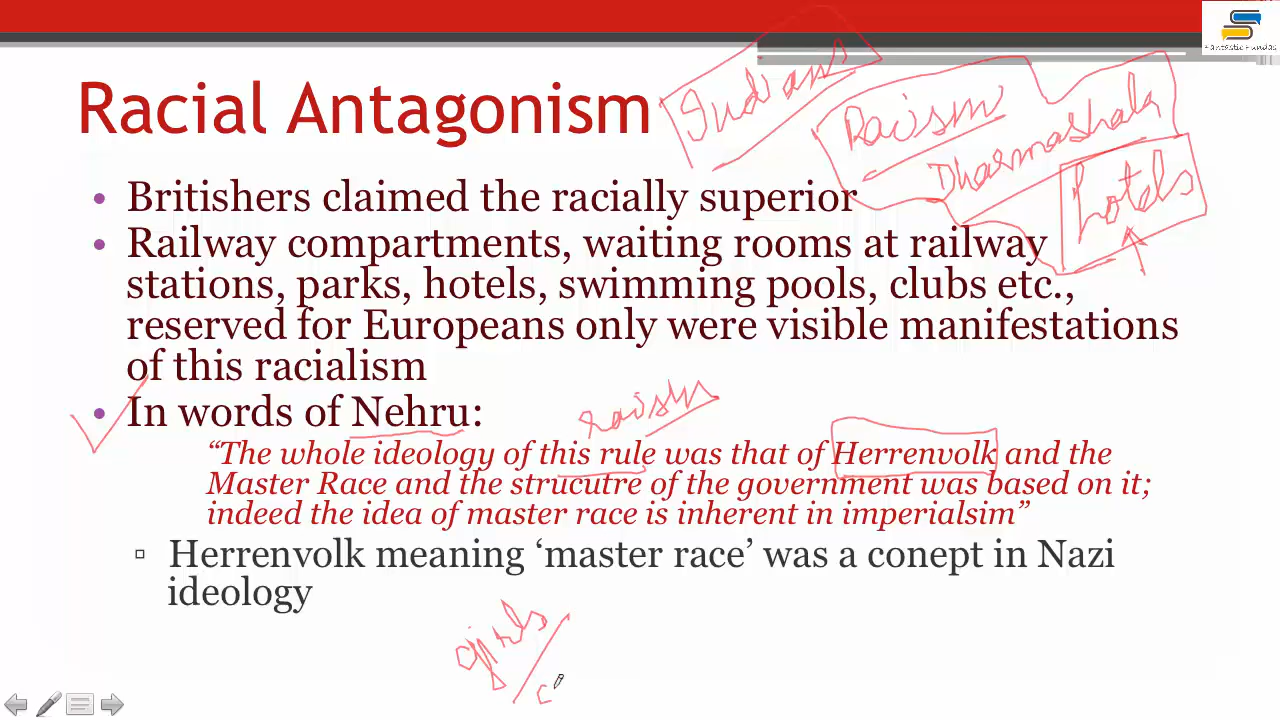 Fantastic Fundas
Indians
Racial Antagonism
Racism
Dharmashala
hotels
• Britishers claimed the racially superior
• Railway compartments, waiting rooms at railway
stations, parks, hotels, swimming pools, clubs etc.,
reserved for Europeans only were visible manifestations
of this racialism
• In words of Nehru:
“The whole ideology of this rule was that of Herrenvolk and the
Master Race and the strucutre of the government was based on it;
indeed the idea of master race is inherent in imperialsim”
Herrenvolk meaning ‘master race’ was a conept in Nazi
ideology
girls